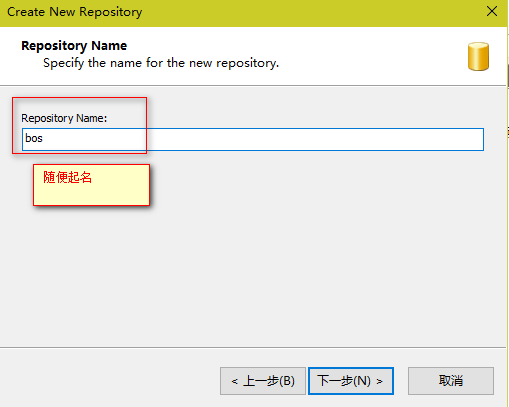 Create New Repository
Repository Name
Specify the name for the new repository.
Repository Name:
bos
随便起名
< 上一步(B)
下一步(N) >
取消